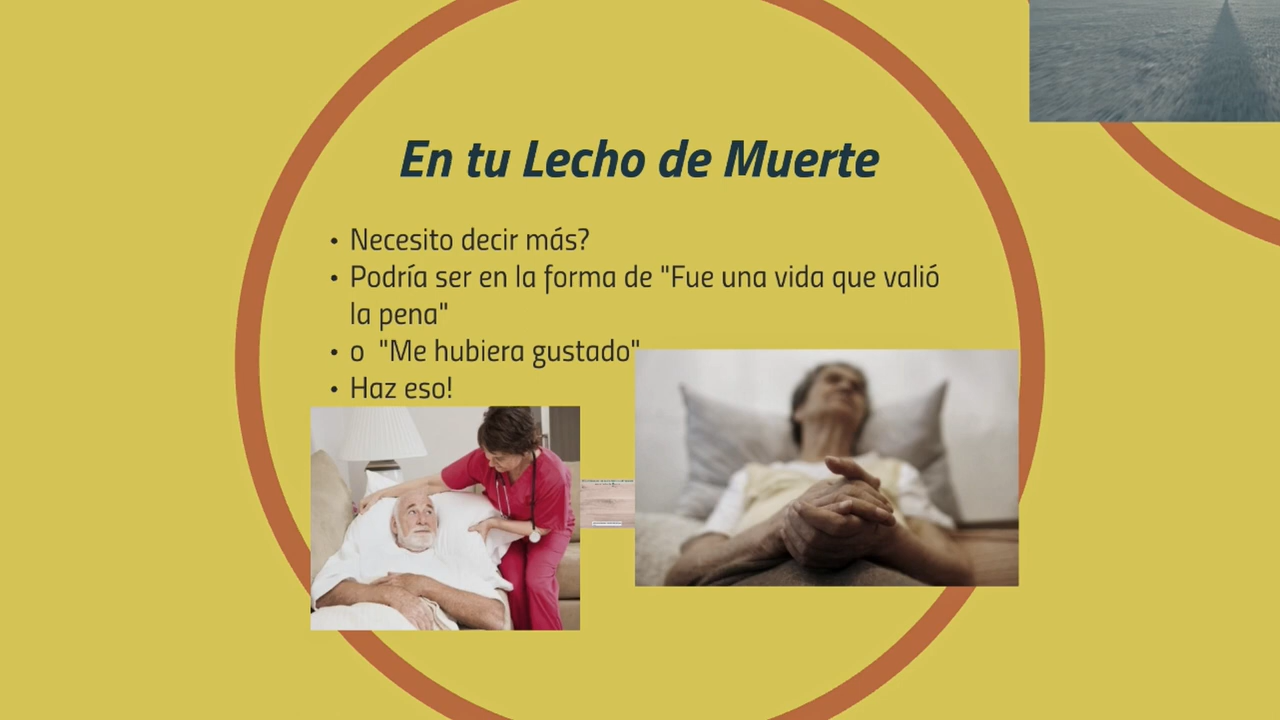 En tu Lecho de Muerte
• Necesito decir más?
• Podría ser en la forma de "Fue una vida que valió
la pena"
• o "Me hubiera gustado"
• Haz eso!